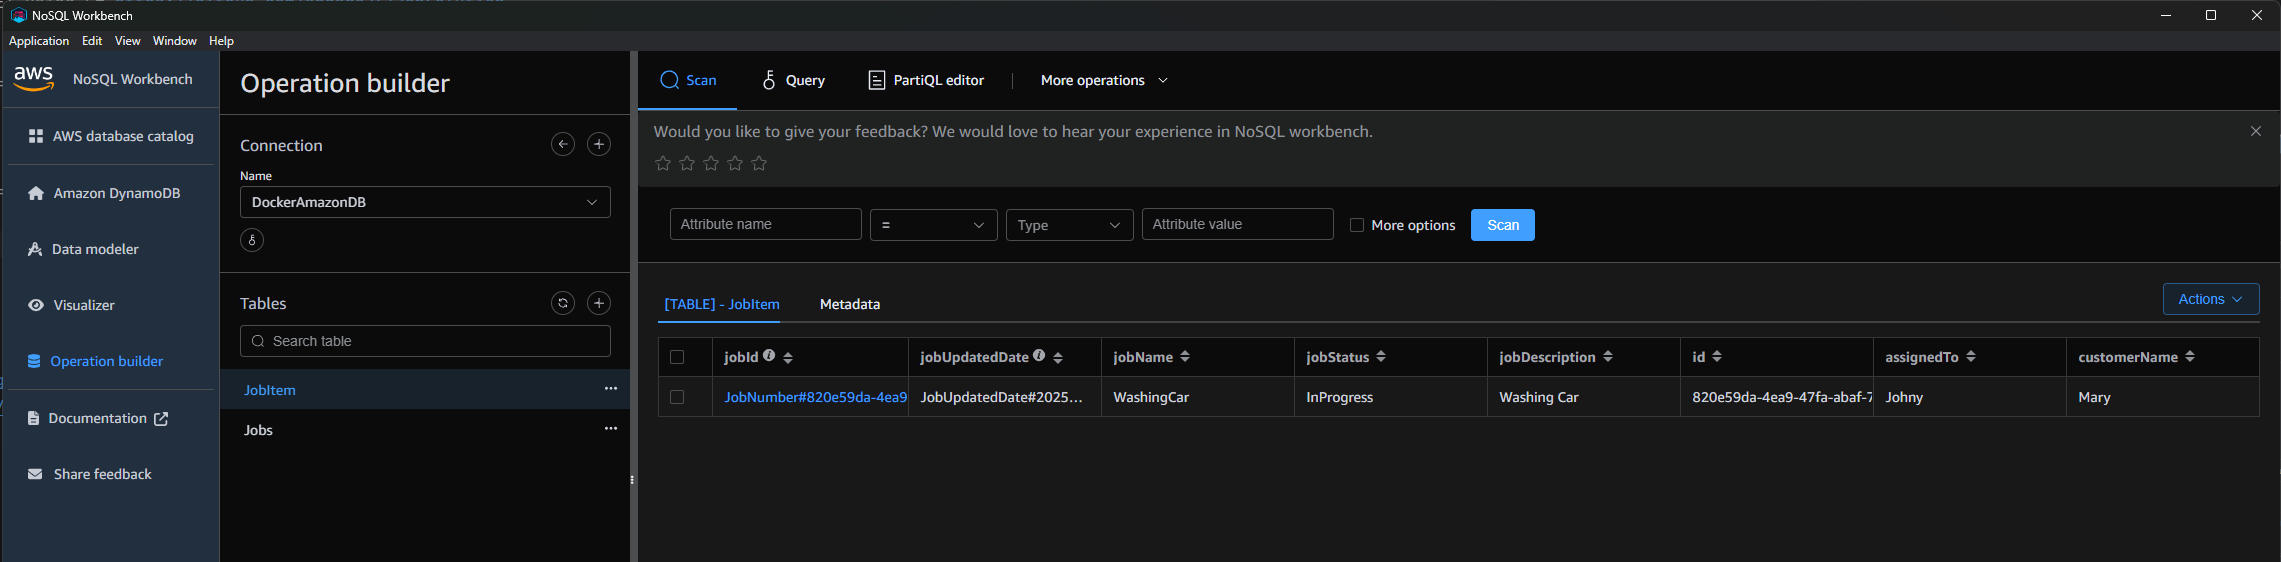 NoSQL Workbench
Application Edit View Window Help
aws NoSQL Workbench
AWS database catalog
Amazon DynamoDB
Data modeler
Visualizer
Operation builder
Documentation
Share feedback
Operation builder
Connection
Name
DockerAmazonDB
Tables
Search table
JobItem
Jobs
Scan Query PartiQL editor More operations
Would you like to give your feedback? We would love to hear your experience in NoSQL workbench.
Attribute name = Type Attribute value More options Scan
[TABLE] - JobItem Metadata Actions
jobId jobUpdatedDate jobName jobStatus jobDescription id assignedTo customerName
JobNumber#820e59da-4ea9 JobUpdatedDate#2025... WashingCar InProgress Washing Car 820e59da-4ea9-47fa-abaf-7 Johny Mary